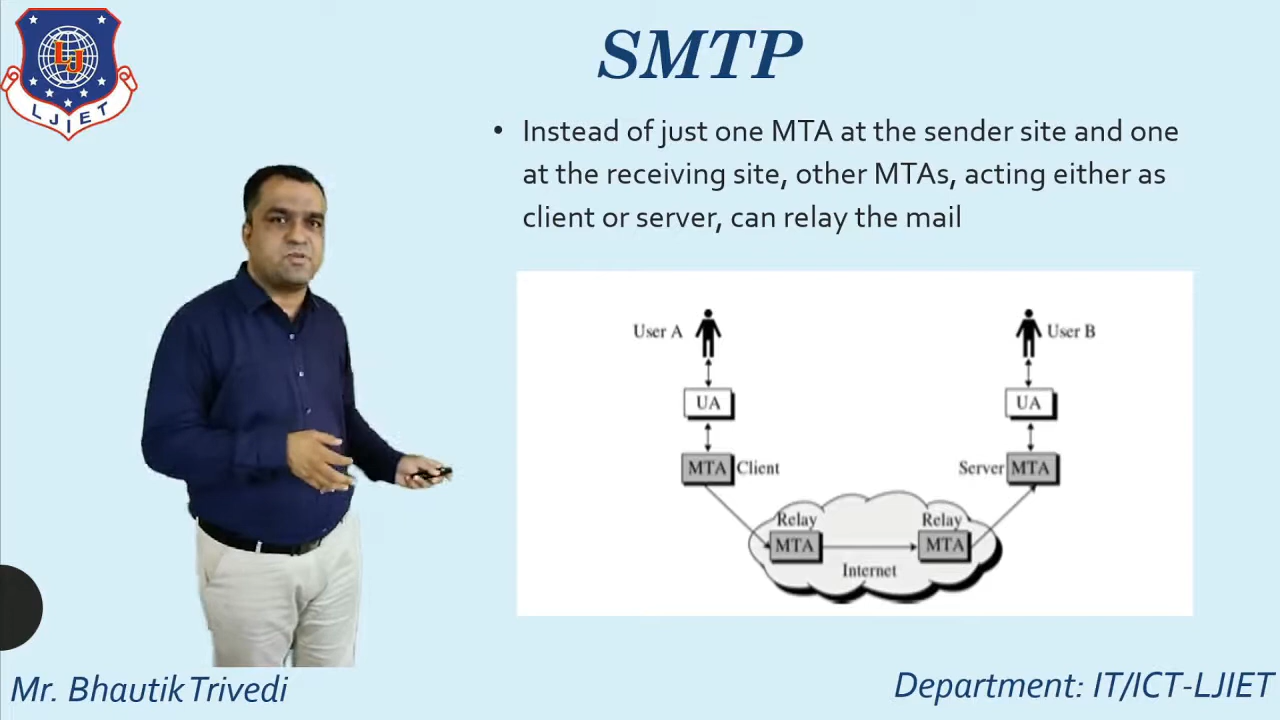 LJ
LJIET
SMTP
• Instead of just one MTA at the sender site and one
at the receiving site, other MTAs, acting either as
client or server, can relay the mail
User A
User B
UA
UA
MTA Client
Server MTA
Relay
Relay
MTA
MTA
Internet
Mr. Bhautik Trivedi
Department: IT/ICT-LJIET